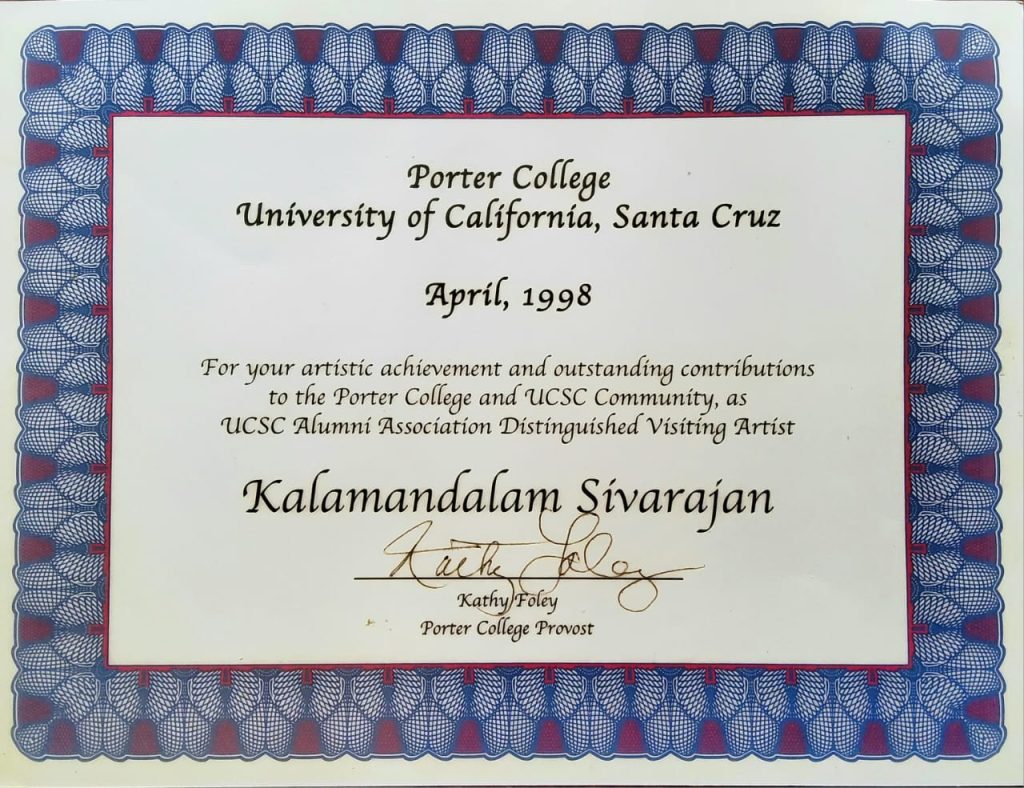 Porter College
University of California, Santa Cruz
April, 1998
For your artistic achievement and outstanding contributions
to the Porter College and UCSC Community, as
UCSC Alumni Association Distinguished Visiting Artist
Kalamandalam Sivarajan
Kathy Foley
Kathy Foley
Porter College Provost